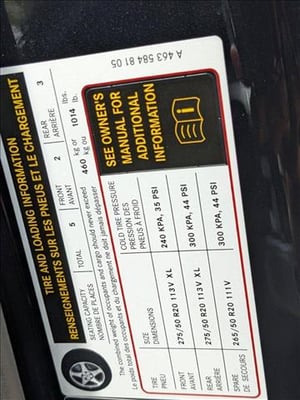 TIRE AND LOADING INFORMATION
RENSEIGNEMENTS SUR LES PNEUS ET LE CHARGEMENT
SEATING CAPACITY
NOMBRE DE PLACES
TOTAL 5
FRONT
AVANT 2
REAR
ARRIÈRE 3
The combined weight of occupants and cargo should never exceed 460 kg or 1014 lbs.
Le poids total des occupants et du chargement ne doit jamais dépasser 460 kg ou 1014 lb.
TIRE
PNEU
SIZE
DIMENSIONS
COLD TIRE PRESSURE
PRESSION DES
PNEUS À FROID
FRONT
AVANT
275/50 R20 113V XL
240 KPA, 35 PSI
REAR
ARRIÈRE
275/50 R20 113V XL
300 KPA, 44 PSI
SPARE
DE SECOURS
265/50 R20 111V
300 KPA, 44 PSI
SEE OWNER'S
MANUAL FOR
ADDITIONAL
INFORMATION
A 463 584 81 05